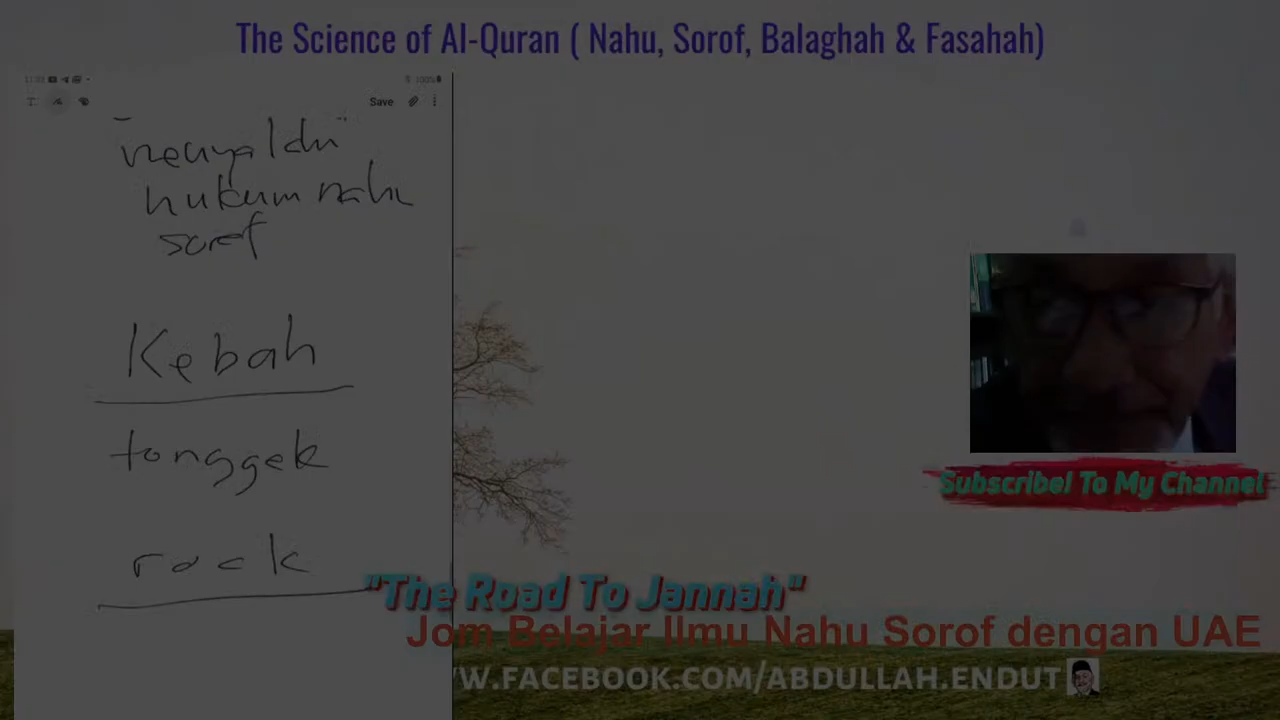 The Science of Al-Quran ( Nahu, Sorof, Balaghah & Fasahah)
100%
Save
hukum nahu
sorof
Kebah
tonggek
rock
Subscribe! To My Channel
"The Road To Jannah"
Jom Belajar Ilmu Nahu Sorof dengan UAE
W.FACEBOOK.COM/ABDULLAH.ENDUT